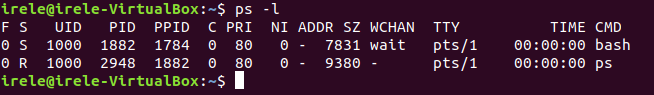 irele@irele-VirtualBox:~$ ps -l
F S   UID   PID  PPID  C PRI  NI ADDR SZ WCHAN  TTY          TIME CMD
0 S  1000  1882  1784  0  80   0 -  7831 wait   pts/1    00:00:00 bash
0 R  1000  2948  1882  0  80   0 -  9380 -      pts/1    00:00:00 ps
irele@irele-VirtualBox:~$